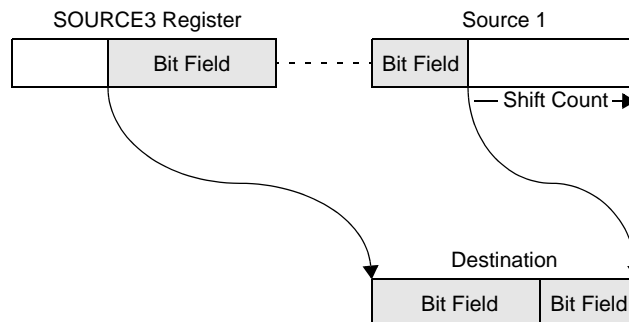 SOURCE3 Register
Source 1
Bit Field
Bit Field
Shift Count
Destination
Bit Field
Bit Field